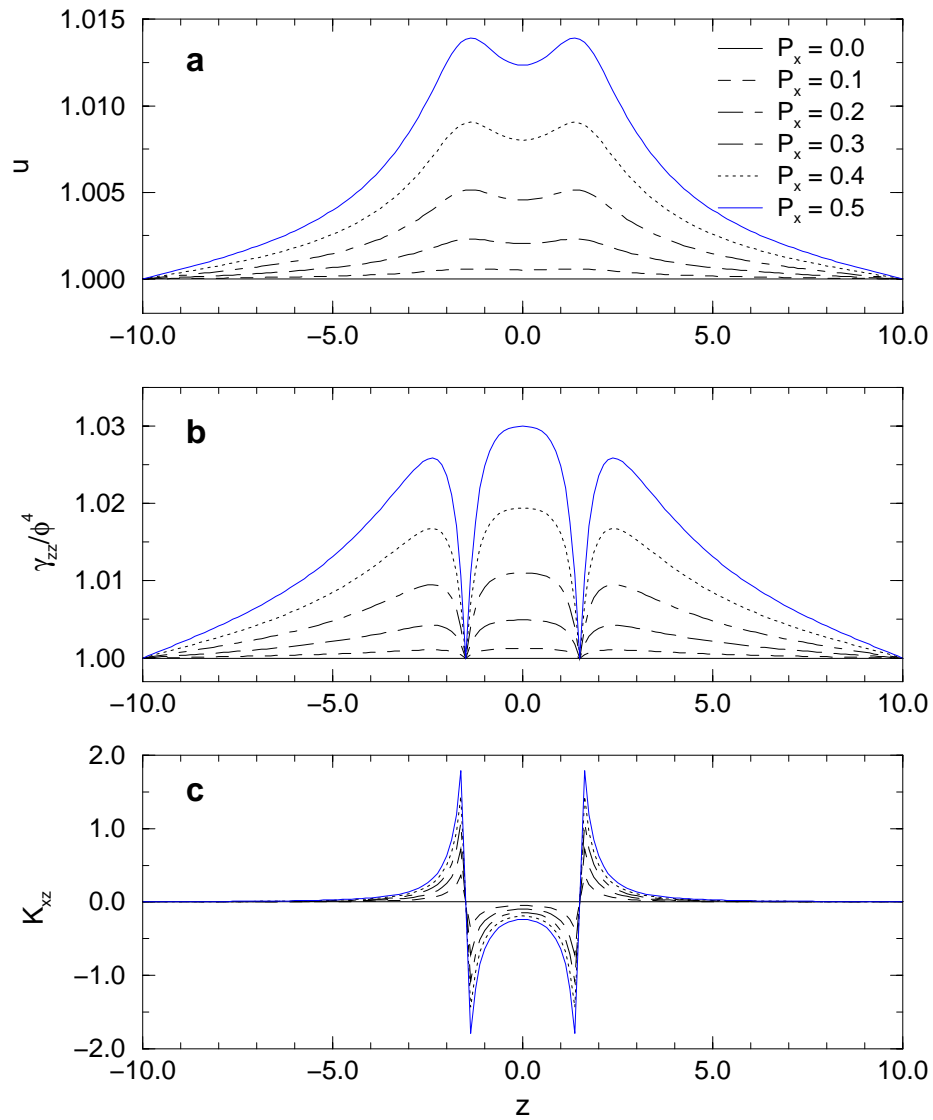 1.015
1.010
1.005
1.000
u
a
P_x = 0.0
P_x = 0.1
P_x = 0.2
P_x = 0.3
P_x = 0.4
P_x = 0.5
−10.0 −5.0 0.0 5.0 10.0
1.03
1.02
1.01
1.00
γ_zz/ϕ^4
b
−10.0 −5.0 0.0 5.0 10.0
2.0
1.0
0.0
−1.0
−2.0
K_xz
c
−10.0 −5.0 0.0 5.0 10.0
z